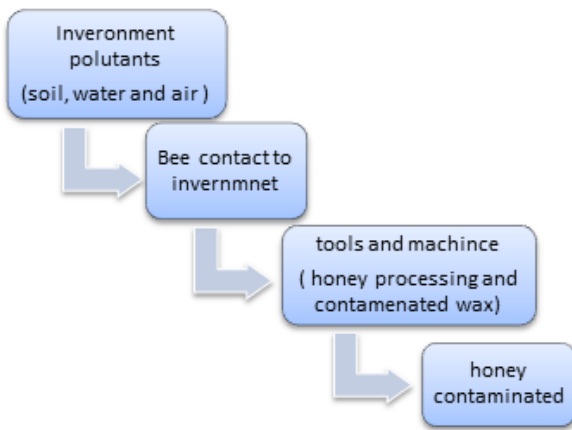 Inveronment
polutants
(soil, water and air )
Bee contact to
invernmnet
tools and machince
( honey processing and
contamenated wax)
honey
contaminated